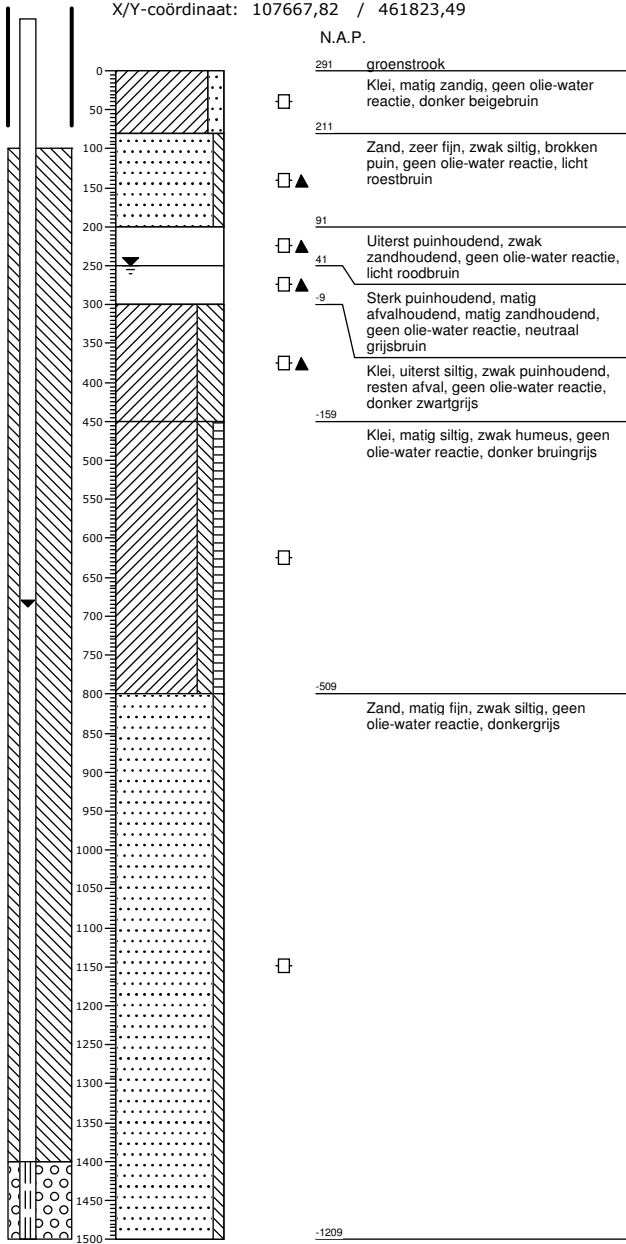 X/Y-coördinaat: 107667,82 / 461823,49
N.A.P.
0
50
100
150
200
250
300
350
400
450
500
550
600
650
700
750
800
850
900
950
1000
1050
1100
1150
1200
1250
1300
1350
1400
1450
1500
291 groenstrook
Klei, matig zandig, geen olie-water
reactie, donker beigebruin
211
Zand, zeer fijn, zwak siltig, brokken
puin, geen olie-water reactie, licht
roestbruin
91
Uiterst puinhoudend, zwak
zandhoudend, geen olie-water reactie,
licht roodbruin
41
Sterk puinhoudend, matig
afvalhoudend, matig zandhoudend,
geen olie-water reactie, neutraal
grijsbruin
-9
Klei, uiterst siltig, zwak puinhoudend,
resten afval, geen olie-water reactie,
donker zwartgrijs
-159
Klei, matig siltig, zwak humeus, geen
olie-water reactie, donker bruingrijs
-509
Zand, matig fijn, zwak siltig, geen
olie-water reactie, donkergrijs
-1209